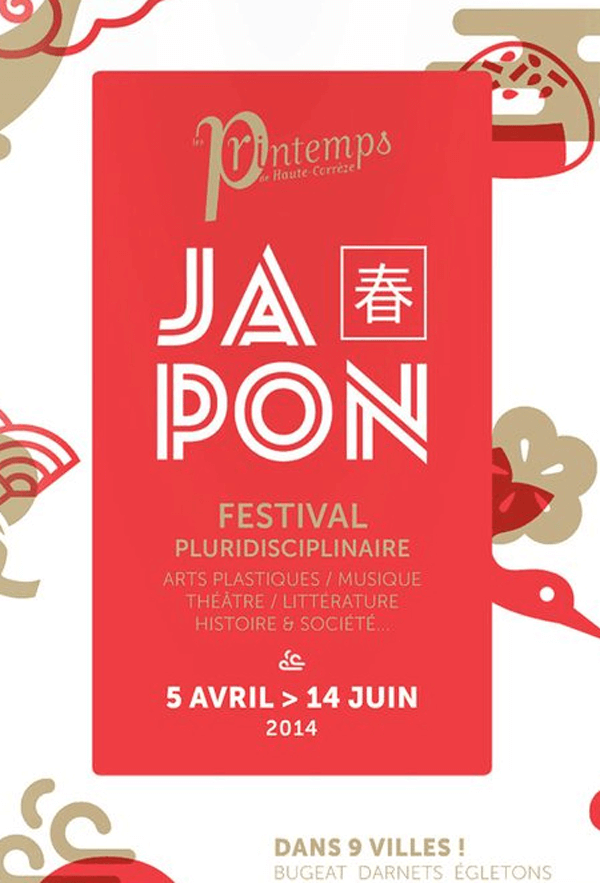 les Printemps
de Haute-Corrèze
JA 春
PON
FESTIVAL
PLURIDISCIPLINAIRE
ARTS PLASTIQUES / MUSIQUE
THÉÂTRE / LITTÉRATURE
HISTOIRE & SOCIÉTÉ...
5 AVRIL > 14 JUIN
2014
DANS 9 VILLES !
BUGEAT DARNETS ÉGLETONS